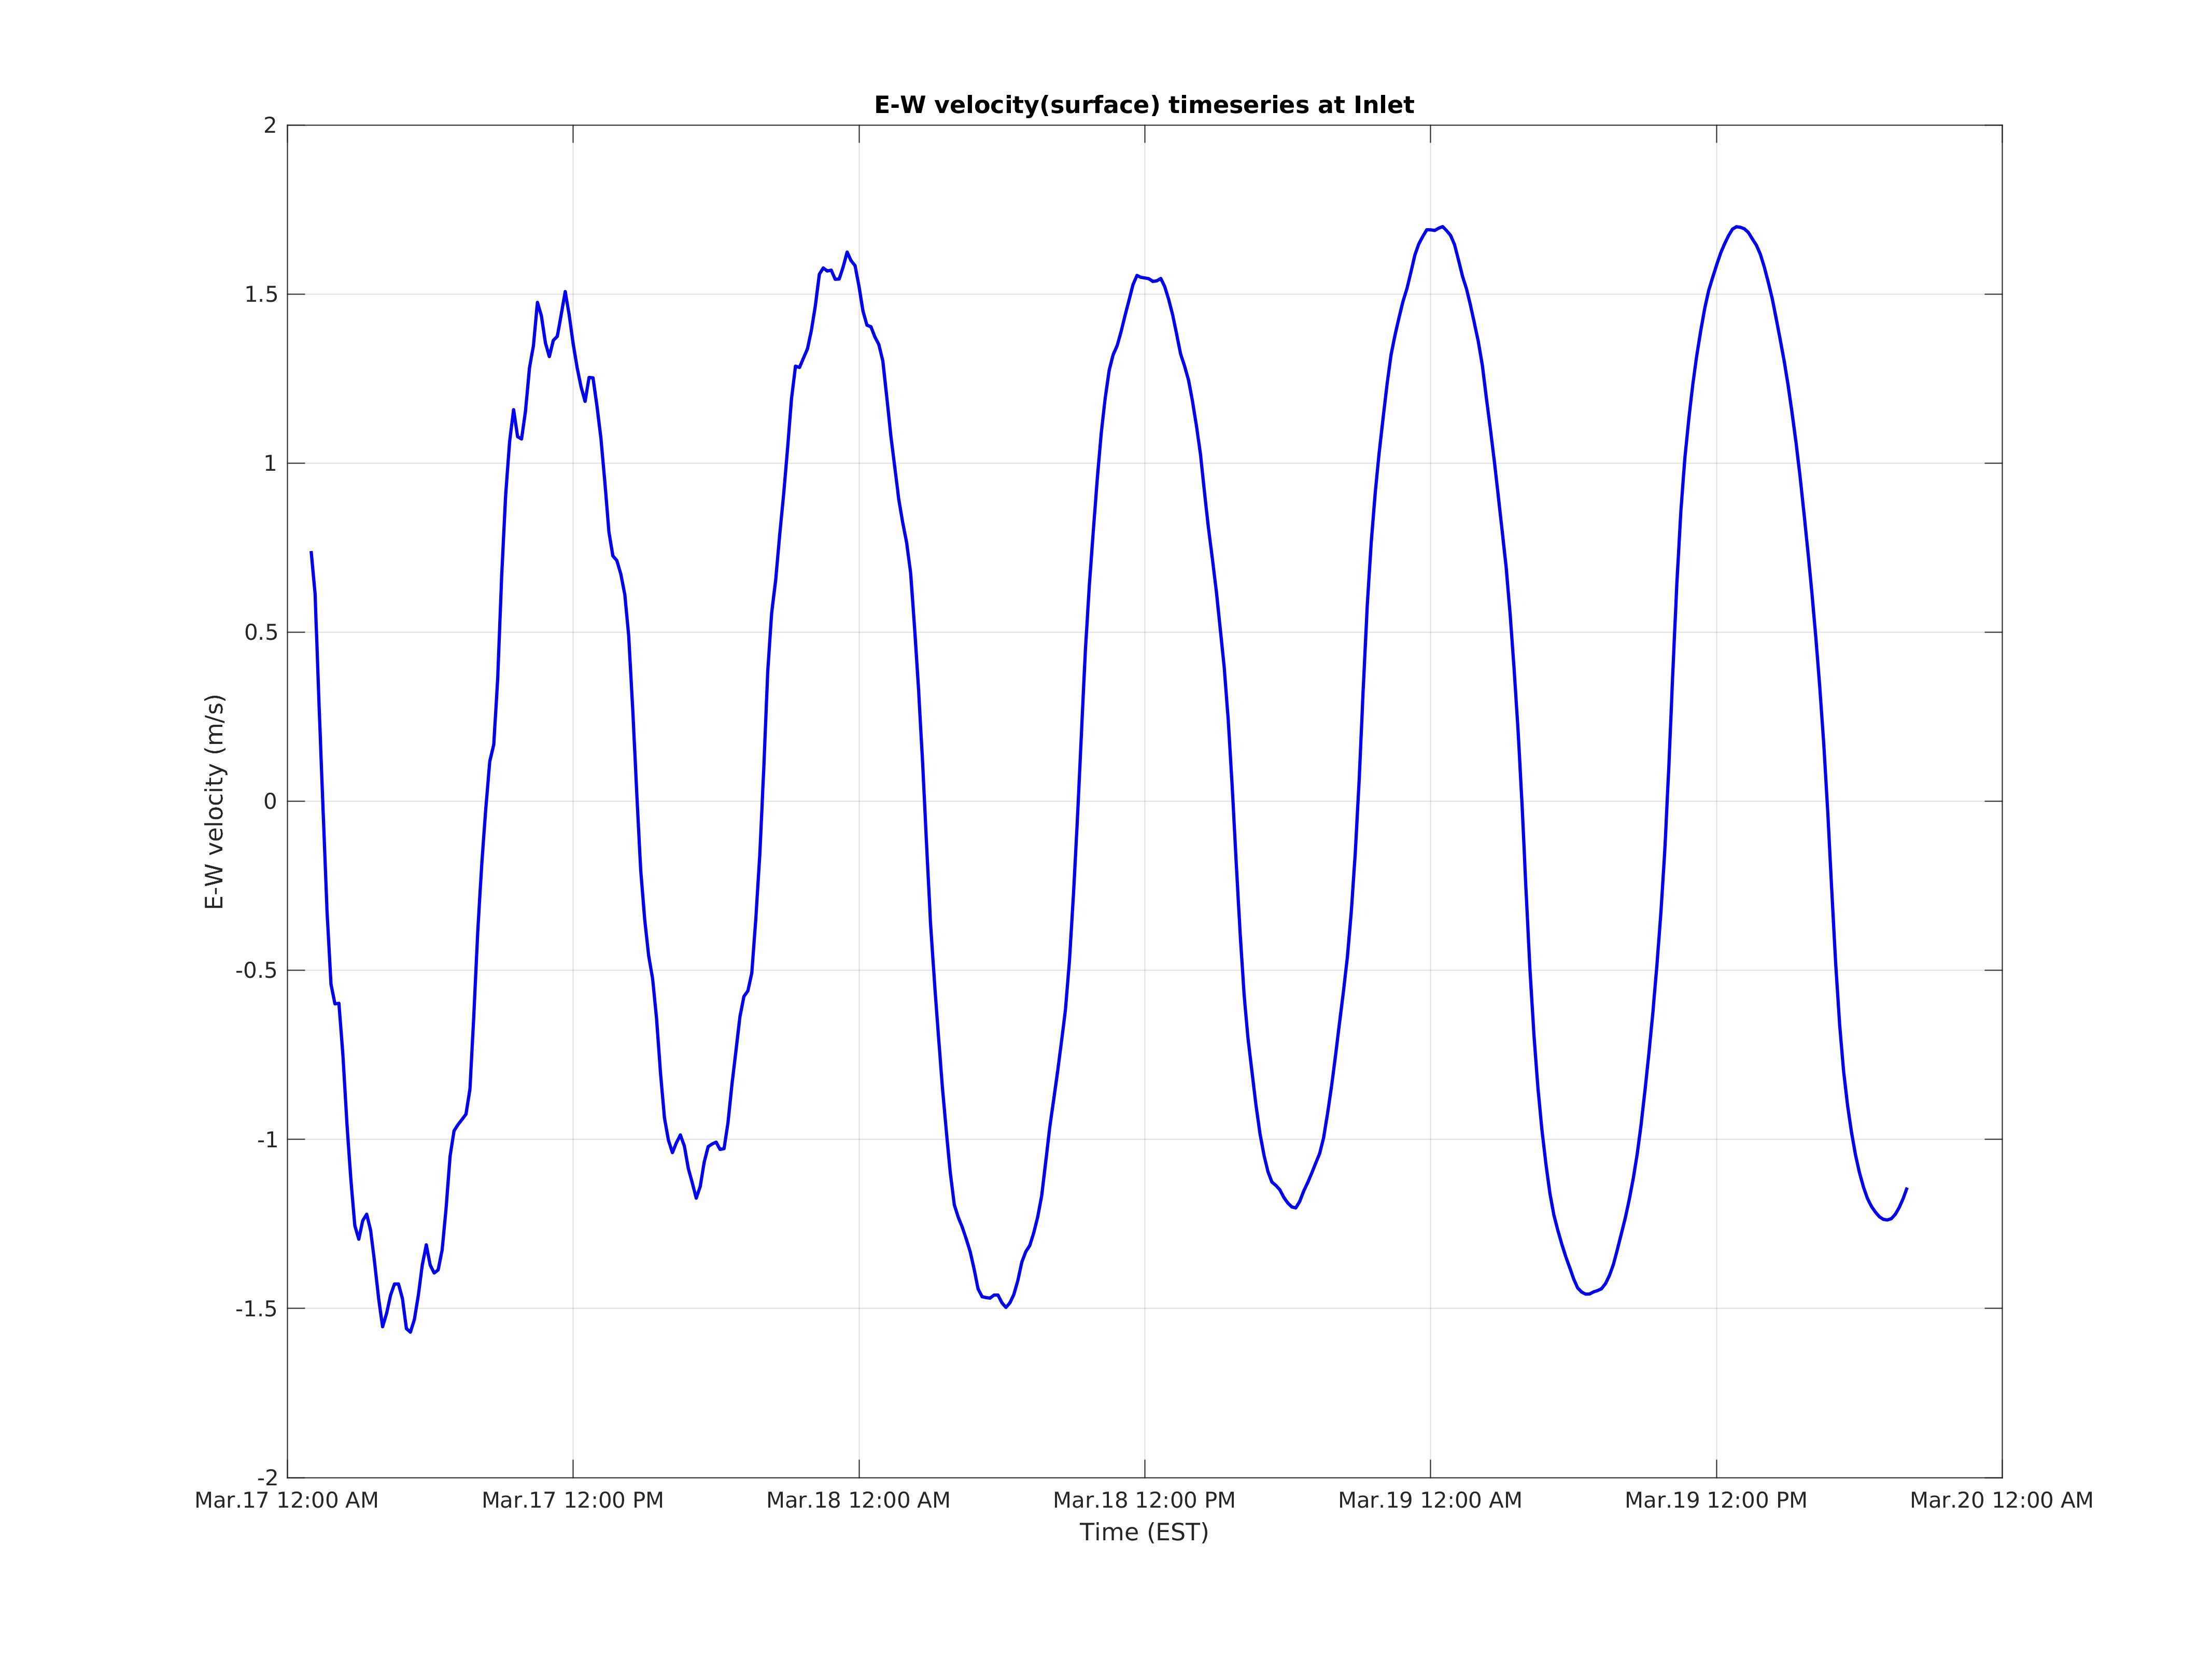 E-W velocity(surface) timeseries at Inlet
2
1.5
1
0.5
0
-0.5
-1
-1.5
-2
E-W velocity (m/s)
Mar.17 12:00 AM Mar.17 12:00 PM Mar.18 12:00 AM Mar.18 12:00 PM Mar.19 12:00 AM Mar.19 12:00 PM Mar.20 12:00 AM
Time (EST)